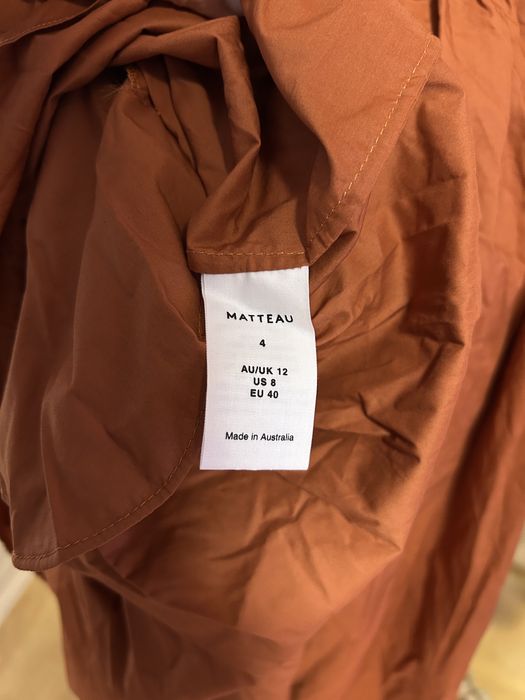 MATTEAU
4
AU/UK 12
US 8
EU 40
Made in Australia